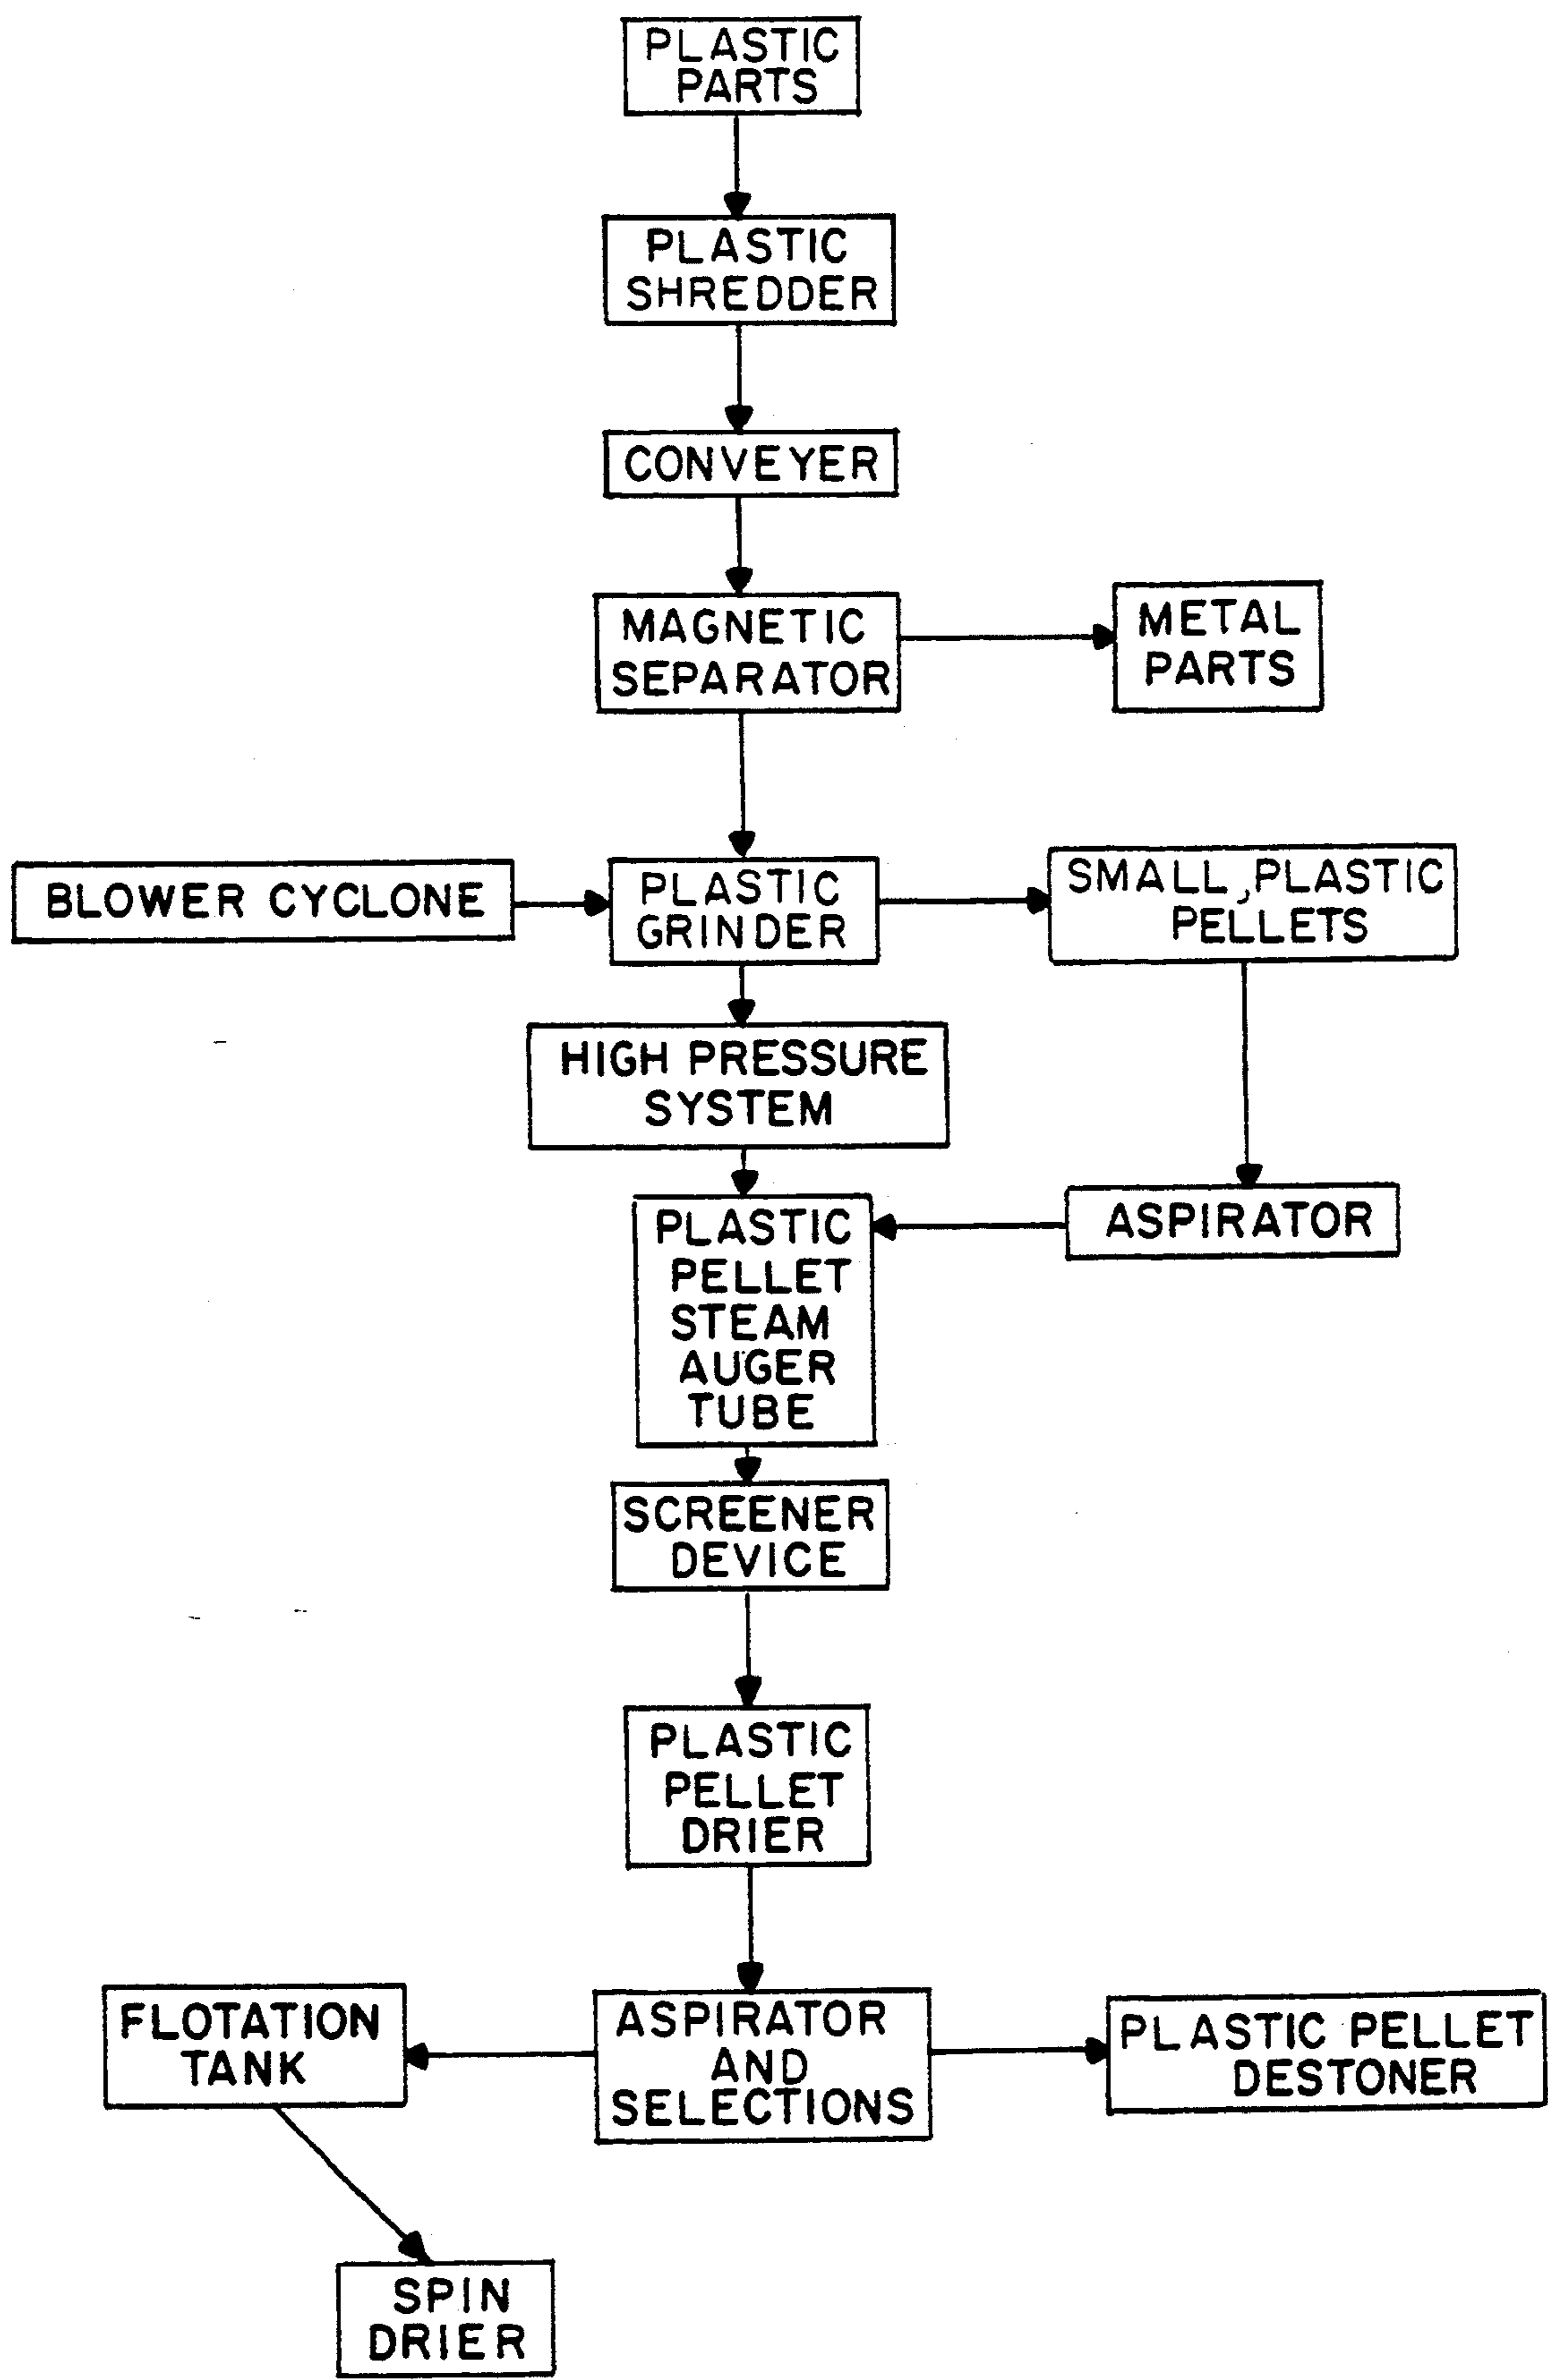 PLASTIC
PARTS
PLASTIC
SHREDDER
CONVEYER
MAGNETIC
SEPARATOR
METAL
PARTS
BLOWER CYCLONE
PLASTIC
GRINDER
SMALL, PLASTIC
PELLETS
HIGH PRESSURE
SYSTEM
PLASTIC
PELLET
STEAM
AUGER
TUBE
ASPIRATOR
SCREENER
DEVICE
PLASTIC
PELLET
DRIER
FLOTATION
TANK
ASPIRATOR
AND
SELECTIONS
PLASTIC PELLET
DESTONER
SPIN
DRIER